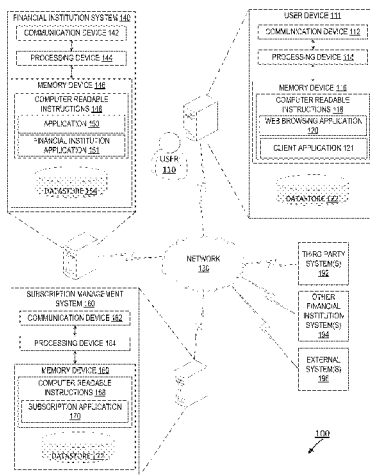 FINANCIAL INSTITUTION SYSTEM 140
COMMUNICATION DEVICE 142
PROCESSING DEVICE 144
MEMORY DEVICE 146
COMPUTER READABLE
INSTRUCTIONS 148
APPLICATION 150
FINANCIAL INSTITUTION
APPLICATION 151
DATASTORE 154
USER DEVICE 111
COMMUNICATION DEVICE 112
PROCESSING DEVICE 114
MEMORY DEVICE 116
COMPUTER READABLE
INSTRUCTIONS 118
WEB BROWSING APPLICATION
120
CLIENT APPLICATION 121
DATASTORE 122
USER
110
NETWORK
130
SUBSCRIPTION MANAGEMENT
SYSTEM 160
COMMUNICATION DEVICE 162
PROCESSING DEVICE 164
MEMORY DEVICE
COMPUTER READABLE
INSTRUCTIONS 168
SUBSCRIPTION APPLICATION
170
DATASTORE
THIRD PARTY
SYSTEM(S)
192
OTHER
FINANCIAL
INSTITUTION
SYSTEM(S)
194
EXTERNAL
SYSTEM(S)
196
100